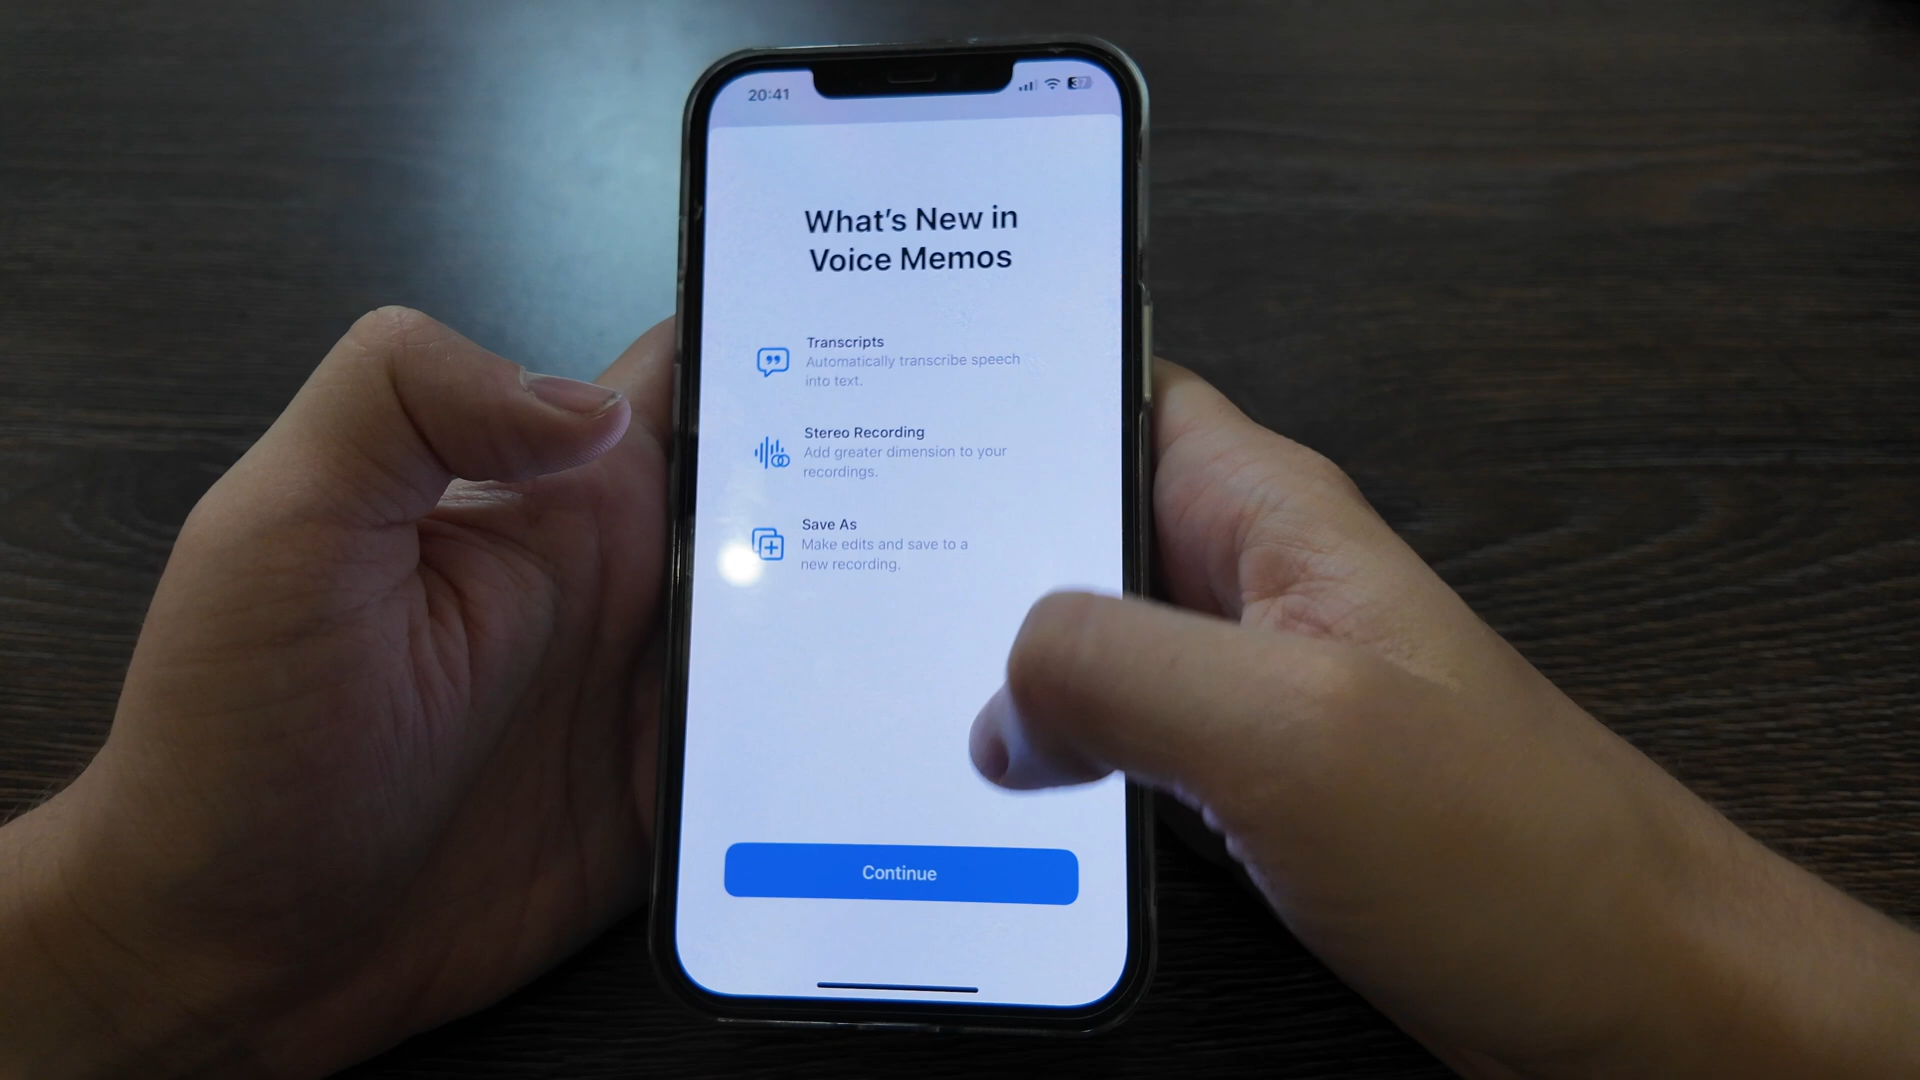 20:41
37
What's New in
Voice Memos
Transcripts
Automatically transcribe speech
into text.
Stereo Recording
Add greater dimension to your
recordings.
Save As
Make edits and save to a
new recording.
Continue